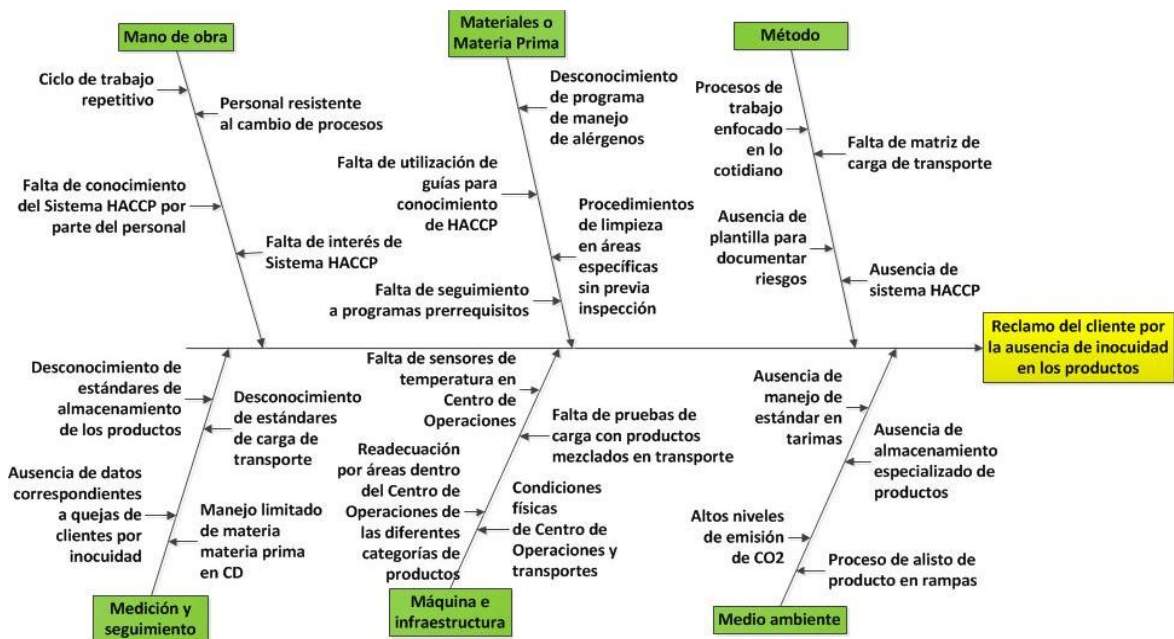 Mano de obra
Ciclo de trabajo
repetitivo
Personal resistente
al cambio de procesos
Falta de conocimiento
del Sistema HACCP por
parte del personal
Falta de interés de
Sistema HACCP
Materiales o
Materia Prima
Desconocimiento
de programa
de manejo
de alérgenos
Falta de utilización de
guías para
conocimiento
de HACCP
Procedimientos
de limpieza
en áreas
específicas
sin previa
inspección
Falta de seguimiento
a programas prerrequisitos
Método
Procesos de
trabajo
enfocado
en lo
cotidiano
Falta de matriz de
carga de transporte
Ausencia de
plantilla para
documentar
riesgos
Ausencia de
sistema HACCP
Reclamo del cliente por
la ausencia de inocuidad
en los productos
Desconocimiento de
estándares de
almacenamiento
de los productos
Desconocimiento
de estándares
de carga de
transporte
Ausencia de datos
correspondientes
a quejas de
clientes por
inocuidad
Manejo limitado
de materia
materia prima
en CD
Medición y
seguimiento
Falta de sensores de
temperatura en
Centro de
Operaciones
Falta de pruebas de
carga con productos
mezclados en transporte
Readecuación
por áreas dentro
del Centro de
Operaciones de
las diferentes
categorías de
productos
Condiciones
físicas
de Centro de
Operaciones y
transportes
Máquina e
infraestructura
Ausencia de
manejo de
estándar en
tarimas
Ausencia de
almacenamiento
especializado de
productos
Altos niveles
de emisión
de CO2
Proceso de alisto de
producto en rampas
Medio ambiente